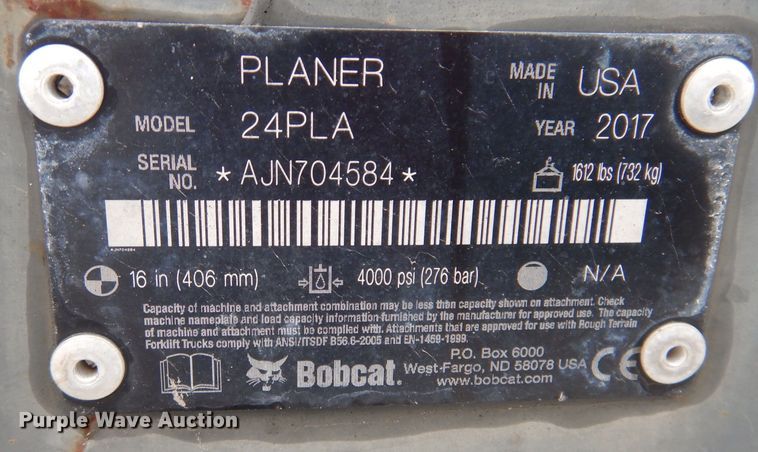 PLANER
MADE IN USA
MODEL 24PLA
YEAR 2017
SERIAL NO. *AJN704584*
1612 lbs (732 kg)
AJN704584
16 in (406 mm)
4000 psi (276 bar)
N/A
Capacity of machine and attachment combination may be less than capacity shown on attachment. Check
machine nameplate and load capacity information furnished by the manufacturer for approved use. The capacity
of machine and attachment must be complied with. Attachments that are approved for use with Rough Terrain
Forklift Trucks comply with ANSI/ITSDF B56.6-2005 and EN-1459-1999.
Bobcat.
P.O. Box 6000
West-Fargo, ND 58078 USA
www.bobcat.com
CE
Purple Wave Auction